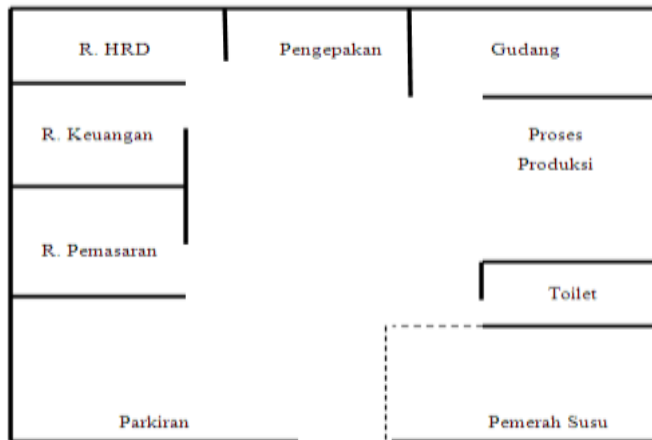 R. HRD
Pengepakan
Gudang
R. Keuangan
Proses
Produksi
R. Pemasaran
Toilet
Parkiran
Pemerah Susu